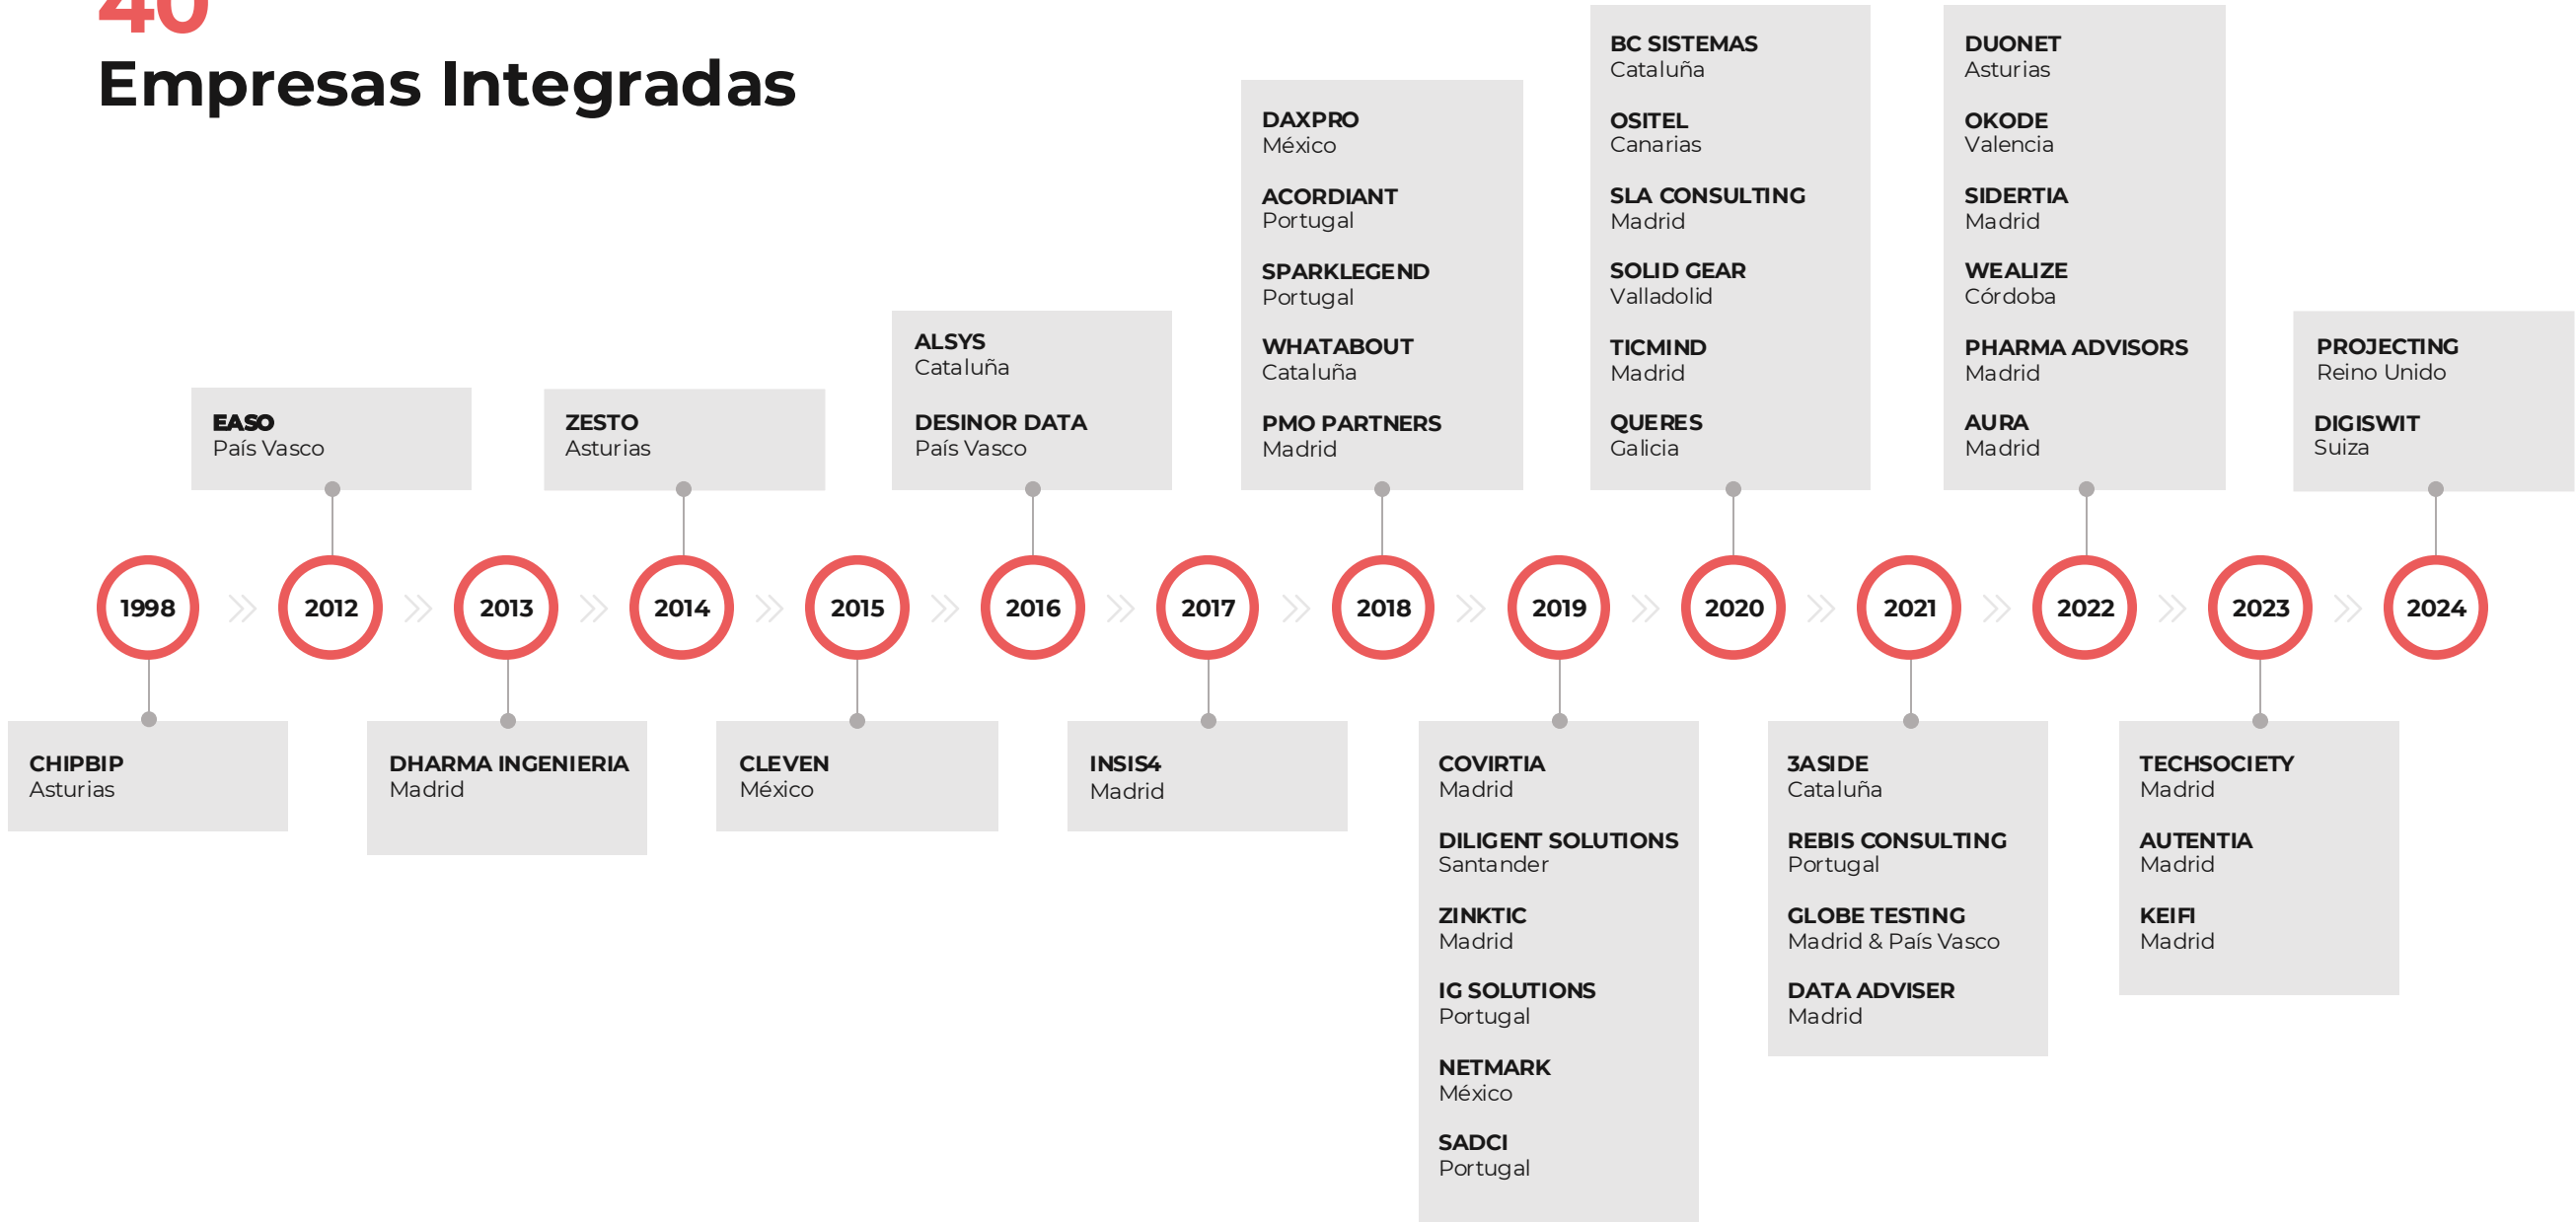 40
Empresas Integradas
EASO
País Vasco
ZESTO
Asturias
ALSYS
Cataluña
DESINOR DATA
País Vasco
DAXPRO
México
ACORDIANT
Portugal
SPARKLEGEND
Portugal
WHATABOUT
Cataluña
PMO PARTNERS
Madrid
BC SISTEMAS
Cataluña
OSITEL
Canarias
SLA CONSULTING
Madrid
SOLID GEAR
Valladolid
TICMIND
Madrid
QUERES
Galicia
DUONET
Asturias
OKODE
Valencia
SIDERTIA
Madrid
WEALIZE
Córdoba
PHARMA ADVISORS
Madrid
AURA
Madrid
PROJECTING
Reino Unido
DIGISWIT
Suiza
1998
2012
2013
2014
2015
2016
2017
2018
2019
2020
2021
2022
2023
2024
CHIPBIP
Asturias
DHARMA INGENIERIA
Madrid
CLEVEN
México
INSIS4
Madrid
COVIRTIA
Madrid
DILIGENT SOLUTIONS
Santander
ZINKTIC
Madrid
IG SOLUTIONS
Portugal
NETMARK
México
SADCI
Portugal
3ASIDE
Cataluña
REBIS CONSULTING
Portugal
GLOBE TESTING
Madrid & País Vasco
DATA ADVISER
Madrid
TECHSOCIETY
Madrid
AUTENTIA
Madrid
KEIFI
Madrid